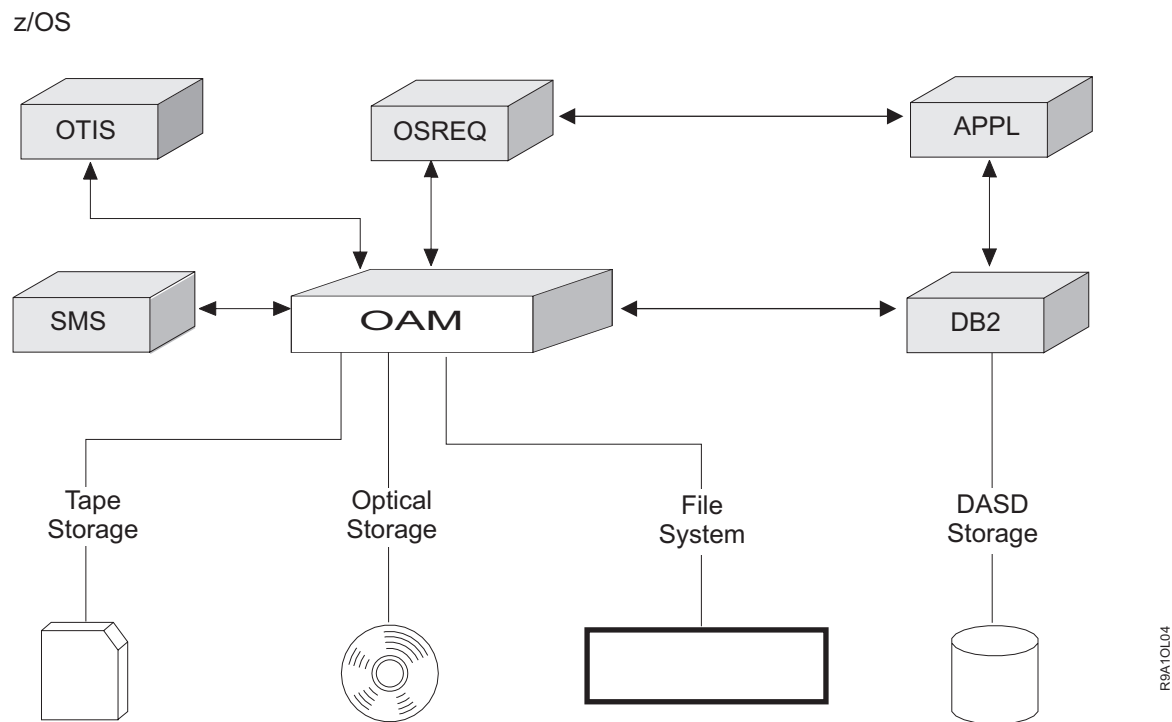 z/OS
OTIS
OSREQ
APPL
SMS
OAM
DB2
Tape
Storage
Optical
Storage
File
System
DASD
Storage
R9A1OL04